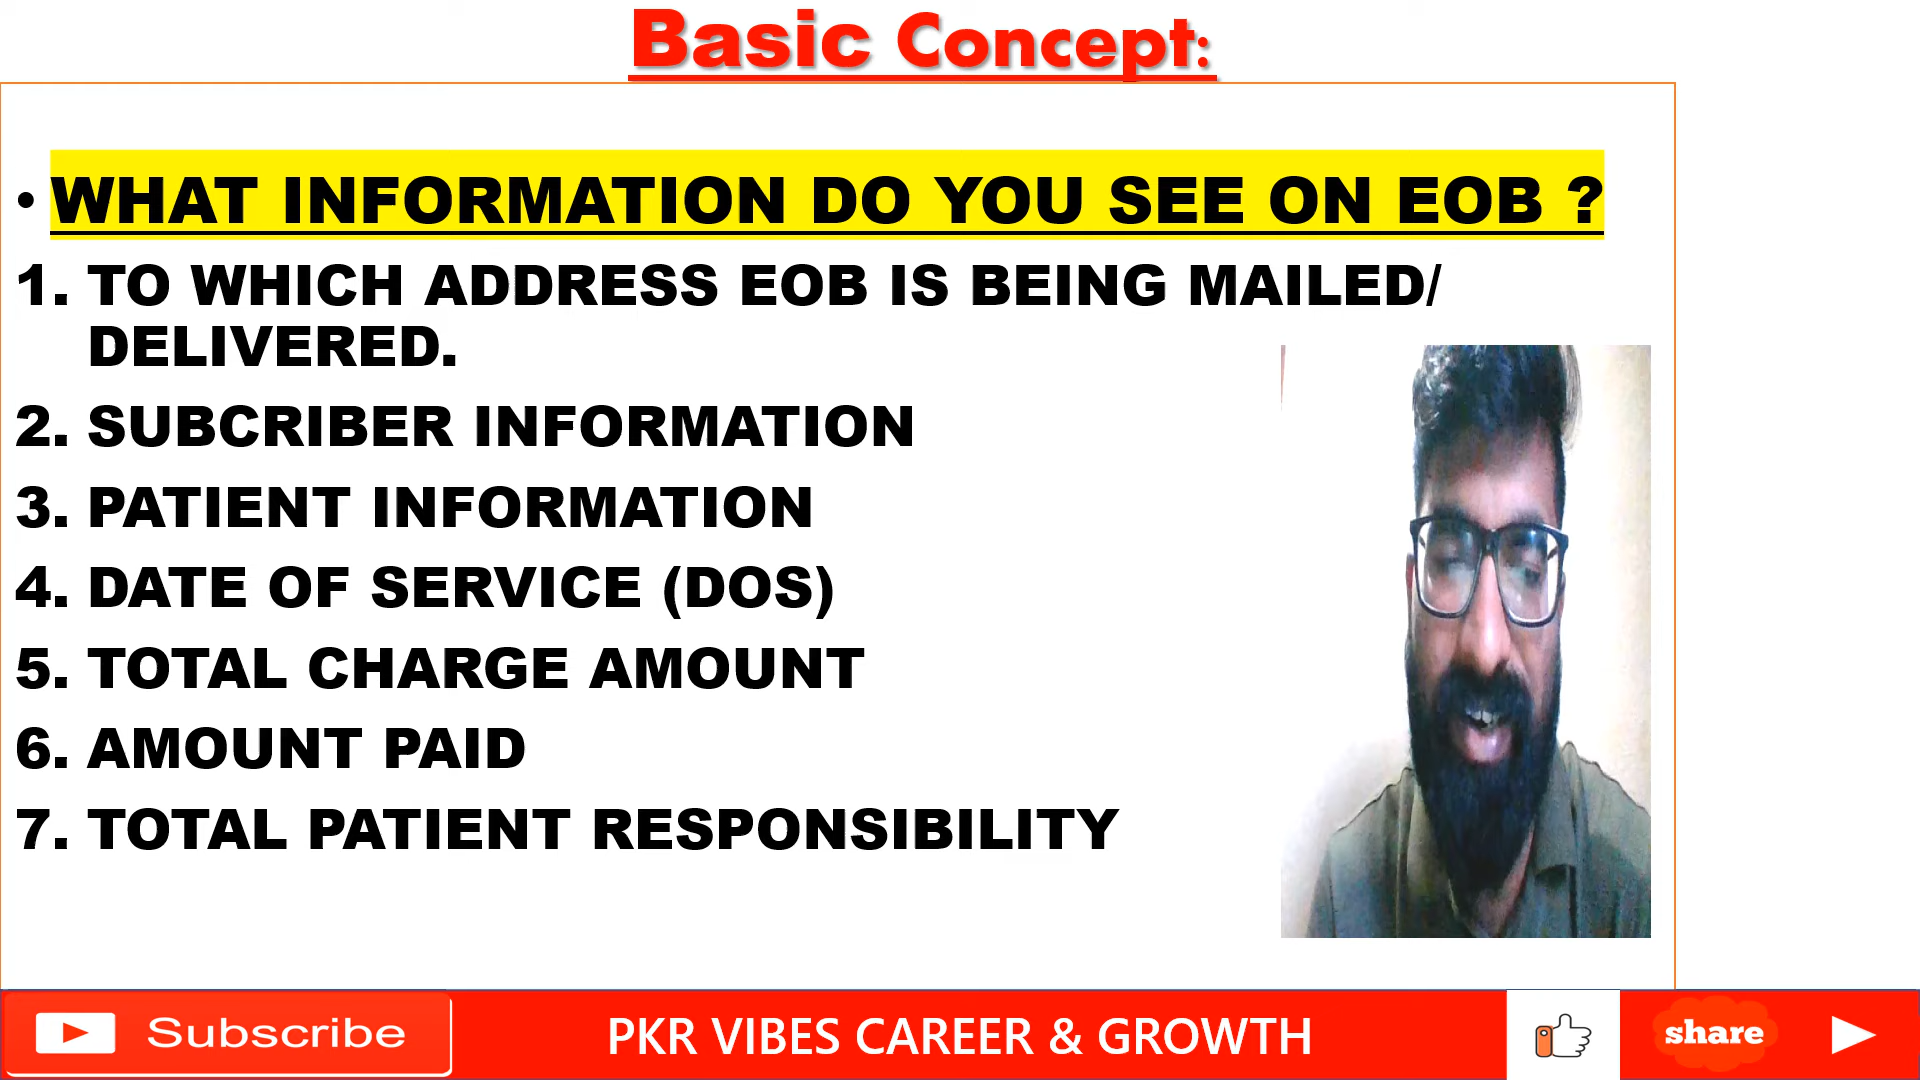 Basic Concept:
• WHAT INFORMATION DO YOU SEE ON EOB ?
1. TO WHICH ADDRESS EOB IS BEING MAILED/
DELIVERED.
2. SUBCRIBER INFORMATION
3. PATIENT INFORMATION
4. DATE OF SERVICE (DOS)
5. TOTAL CHARGE AMOUNT
6. AMOUNT PAID
7. TOTAL PATIENT RESPONSIBILITY
Subscribe
PKR VIBES CAREER & GROWTH
share